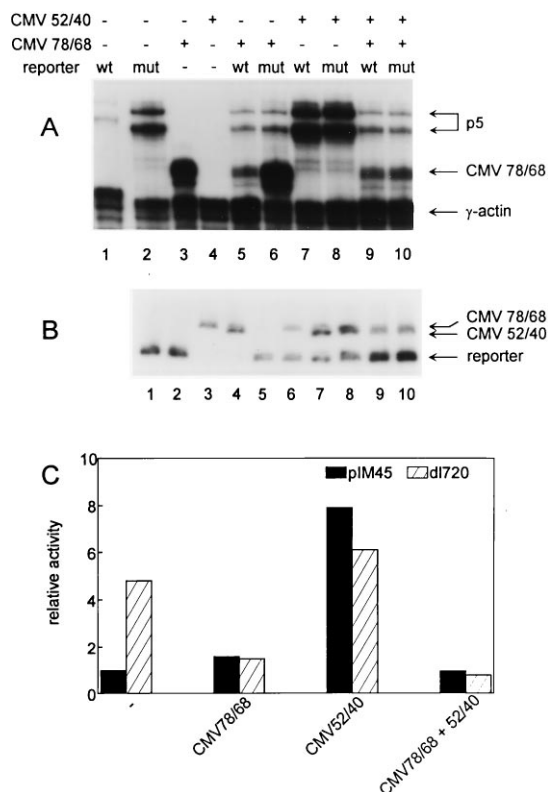 CMV 52/40 - - - + - - + + + +
CMV 78/68 - - + - + + - - + +
reporter wt mut - - wt mut wt mut wt mut
A
p5
CMV 78/68
γ-actin
1 2 3 4 5 6 7 8 9 10
B
CMV 78/68
CMV 52/40
reporter
1 2 3 4 5 6 7 8 9 10
C
pIM45 dl720
relative activity
10
8
6
4
2
0
- CMV78/68 CMV52/40 CMV78/68 + 52/40